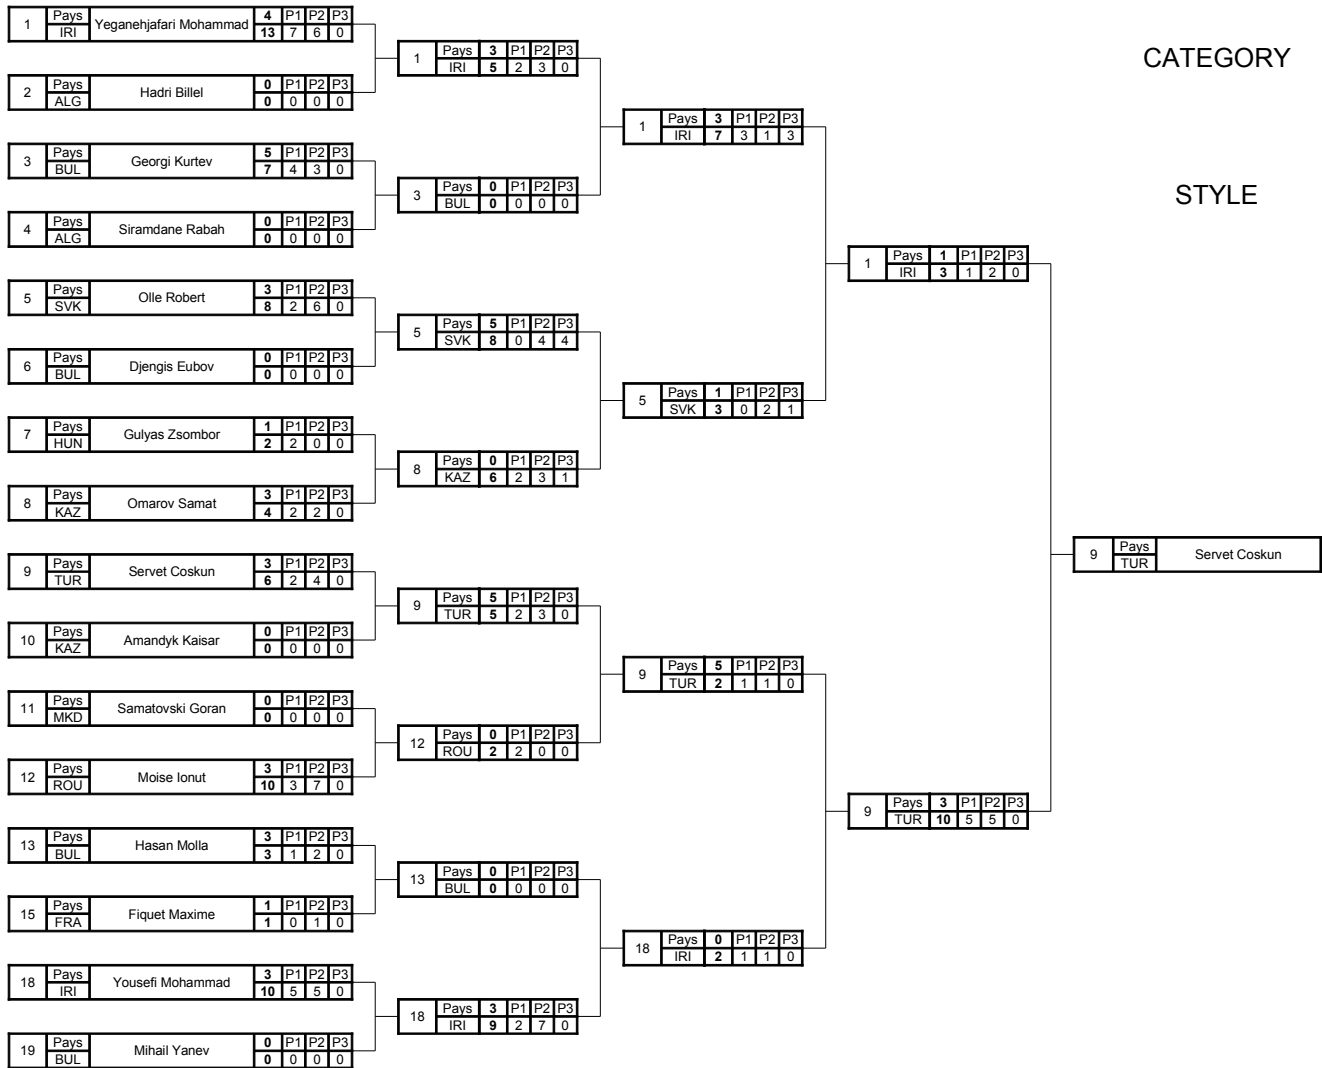 1 Pays Yeganehjafari Mohammad 4 P1 P2 P3
IRI 13 7 6 0
1 Pays 3 P1 P2 P3
IRI 5 2 3 0
CATEGORY
2 Pays Hadri Billel 0 P1 P2 P3
ALG 0 0 0 0
1 Pays 3 P1 P2 P3
IRI 7 3 1 3
3 Pays Georgi Kurtev 5 P1 P2 P3
BUL 7 4 3 0
3 Pays 0 P1 P2 P3
BUL 0 0 0 0
STYLE
4 Pays Siramdane Rabah 0 P1 P2 P3
ALG 0 0 0 0
1 Pays 1 P1 P2 P3
IRI 3 1 2 0
5 Pays Olle Robert 3 P1 P2 P3
SVK 8 2 6 0
5 Pays 5 P1 P2 P3
SVK 8 0 4 4
6 Pays Djengis Eubov 0 P1 P2 P3
BUL 0 0 0 0
5 Pays 1 P1 P2 P3
SVK 3 0 2 1
7 Pays Gulyas Zsombor 1 P1 P2 P3
HUN 2 2 0 0
8 Pays 0 P1 P2 P3
KAZ 6 2 3 1
8 Pays Omarov Samat 3 P1 P2 P3
KAZ 4 2 2 0
9 Pays Servet Coskun
TUR
9 Pays Servet Coskun 3 P1 P2 P3
TUR 6 2 4 0
9 Pays 5 P1 P2 P3
TUR 5 2 3 0
10 Pays Amandyk Kaisar 0 P1 P2 P3
KAZ 0 0 0 0
9 Pays 5 P1 P2 P3
TUR 2 1 1 0
11 Pays Samatovski Goran 0 P1 P2 P3
MKD 0 0 0 0
12 Pays 0 P1 P2 P3
ROU 2 2 0 0
12 Pays Moise Ionut 3 P1 P2 P3
ROU 10 3 7 0
9 Pays 3 P1 P2 P3
TUR 10 5 5 0
13 Pays Hasan Molla 3 P1 P2 P3
BUL 3 1 2 0
13 Pays 0 P1 P2 P3
BUL 0 0 0 0
15 Pays Fiquet Maxime 1 P1 P2 P3
FRA 1 0 1 0
18 Pays 0 P1 P2 P3
IRI 2 1 1 0
18 Pays Yousefi Mohammad 3 P1 P2 P3
IRI 10 5 5 0
18 Pays 3 P1 P2 P3
IRI 9 2 7 0
19 Pays Mihail Yanev 0 P1 P2 P3
BUL 0 0 0 0